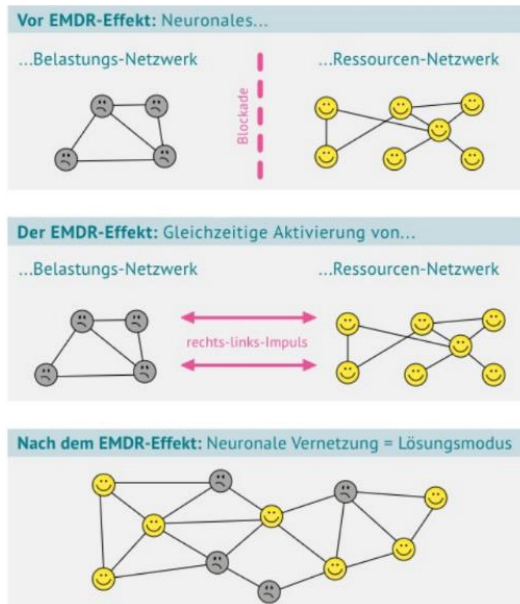 Vor EMDR-Effekt: Neuronales...
...Belastungs-Netzwerk
...Ressourcen-Netzwerk
Blockade
Der EMDR-Effekt: Gleichzeitige Aktivierung von...
...Belastungs-Netzwerk
...Ressourcen-Netzwerk
rechts-links-Impuls
Nach dem EMDR-Effekt: Neuronale Vernetzung = Lösungsmodus